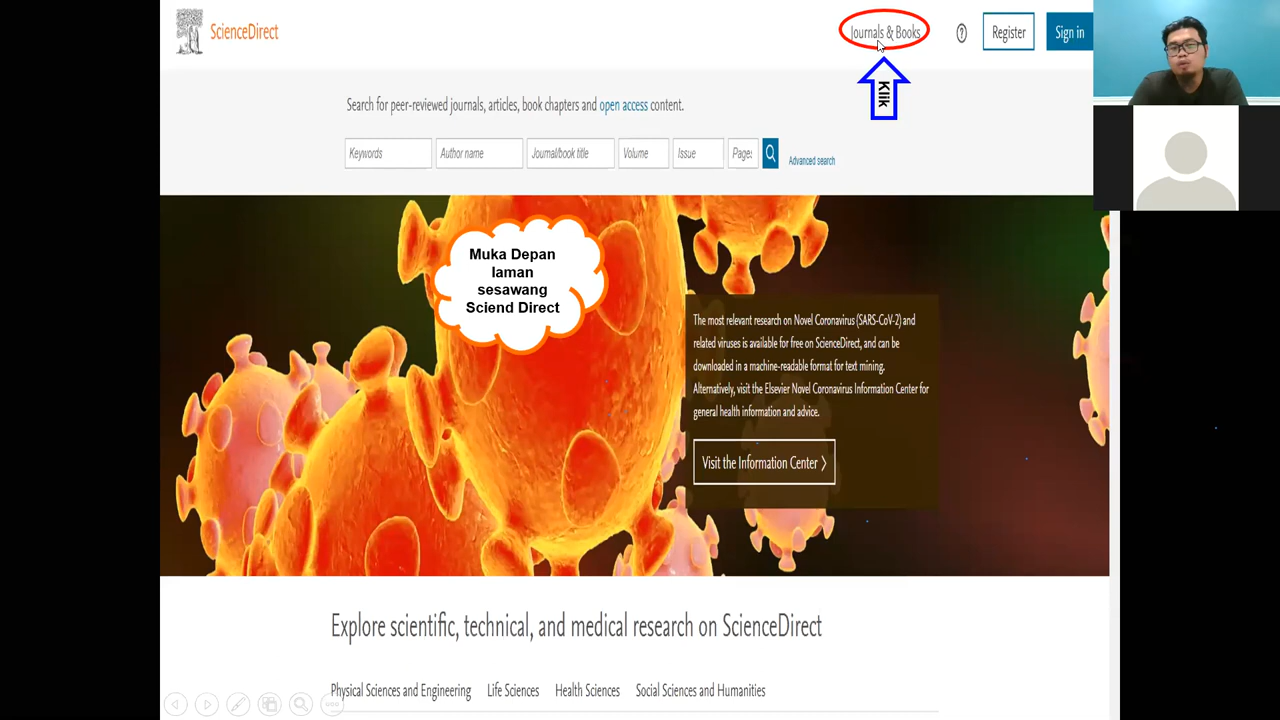 ScienceDirect
Journals & Books
?
Register
Sign in
Klik
Search for peer-reviewed journals, articles, book chapters and open access content.
Keywords
Author name
Journal/book title
Volume
Issue
Page:
Advanced search
Muka Depan
laman
sesawang
Sciend Direct
The most relevant research on Novel Coronavirus (SARS-CoV-2) and
related viruses is available for free on ScienceDirect, and can be
downloaded in a machine-readable format for text mining.
Alternatively, visit the Elsevier Novel Coronavirus Information Center for
general health information and advice.
Visit the Information Center >
Explore scientific, technical, and medical research on ScienceDirect
Physical Sciences and Engineering
Life Sciences
Health Sciences
Social Sciences and Humanities